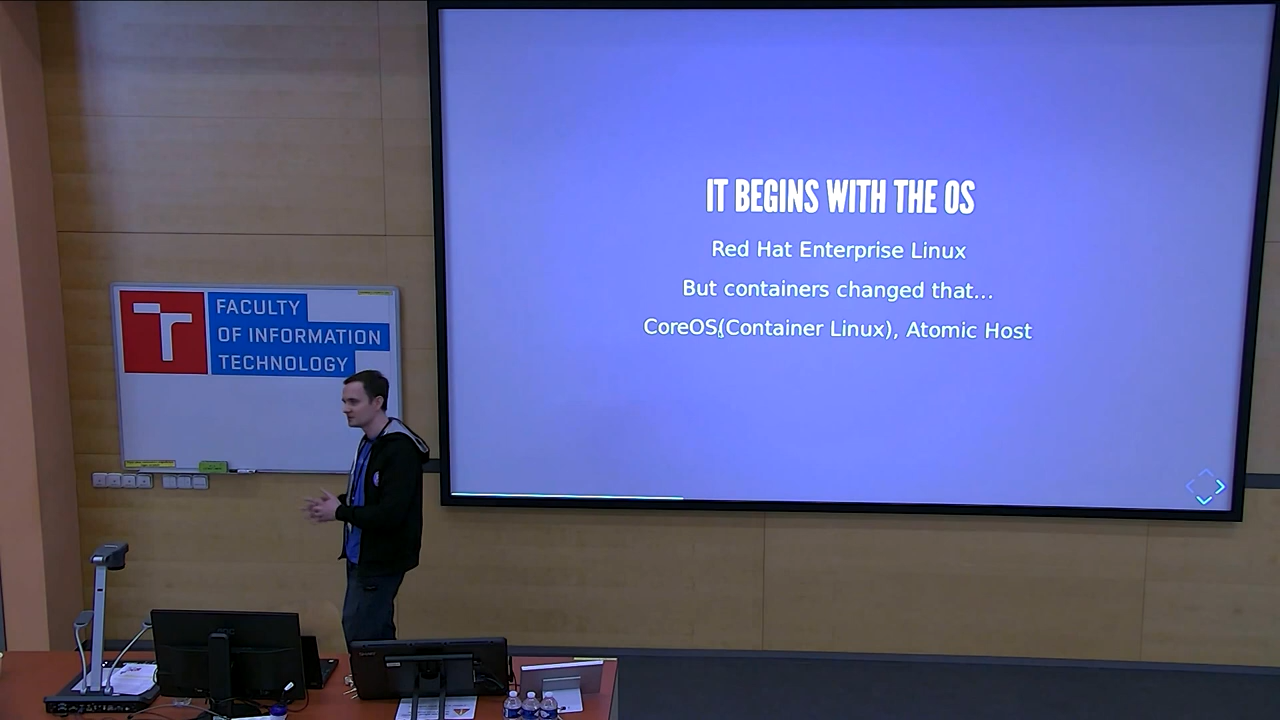 IT BEGINS WITH THE OS
Red Hat Enterprise Linux
But containers changed that...
CoreOS(Container Linux), Atomic Host
FACULTY
OF INFORMATION
TECHNOLOGY